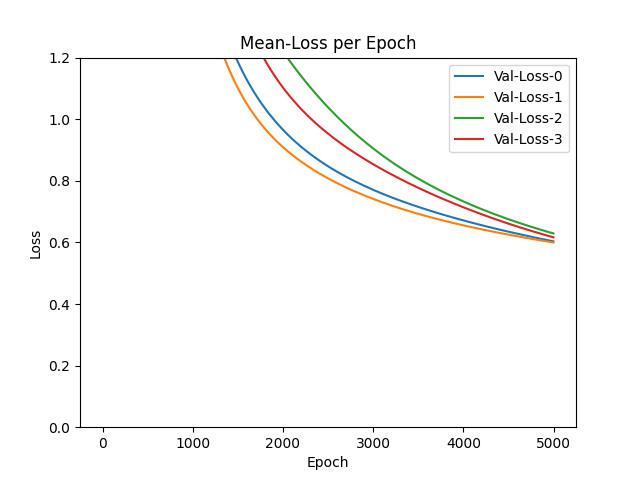 Mean-Loss per Epoch
Val-Loss-0
Val-Loss-1
Val-Loss-2
Val-Loss-3
1.2
1.0
0.8
0.6
0.4
0.2
0.0
Loss
0 1000 2000 3000 4000 5000
Epoch